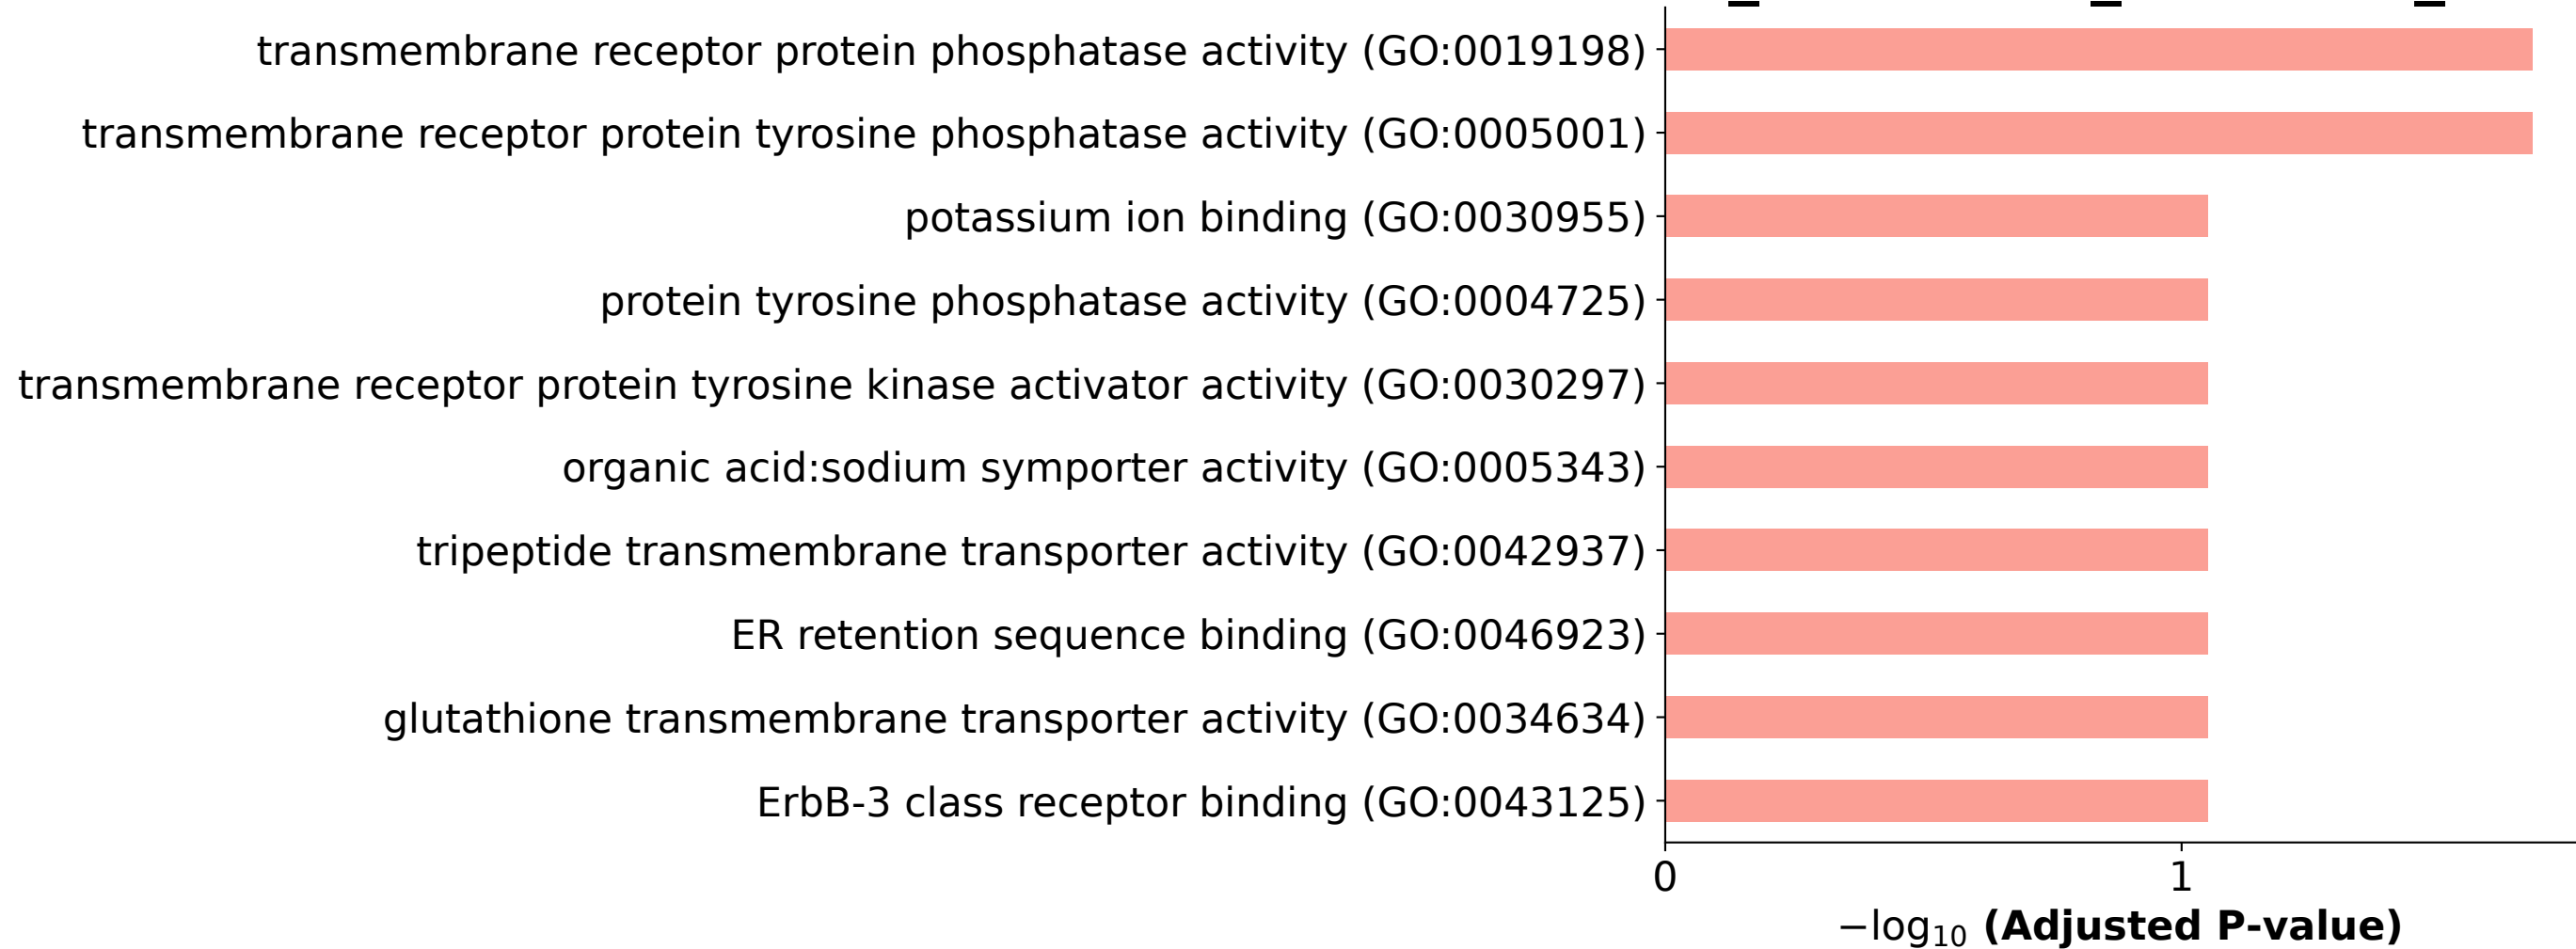 transmembrane receptor protein phosphatase activity (GO:0019198)
transmembrane receptor protein tyrosine phosphatase activity (GO:0005001)
potassium ion binding (GO:0030955)
protein tyrosine phosphatase activity (GO:0004725)
transmembrane receptor protein tyrosine kinase activator activity (GO:0030297)
organic acid:sodium symporter activity (GO:0005343)
tripeptide transmembrane transporter activity (GO:0042937)
ER retention sequence binding (GO:0046923)
glutathione transmembrane transporter activity (GO:0034634)
ErbB-3 class receptor binding (GO:0043125)
0 1
−log₁₀ (Adjusted P-value)